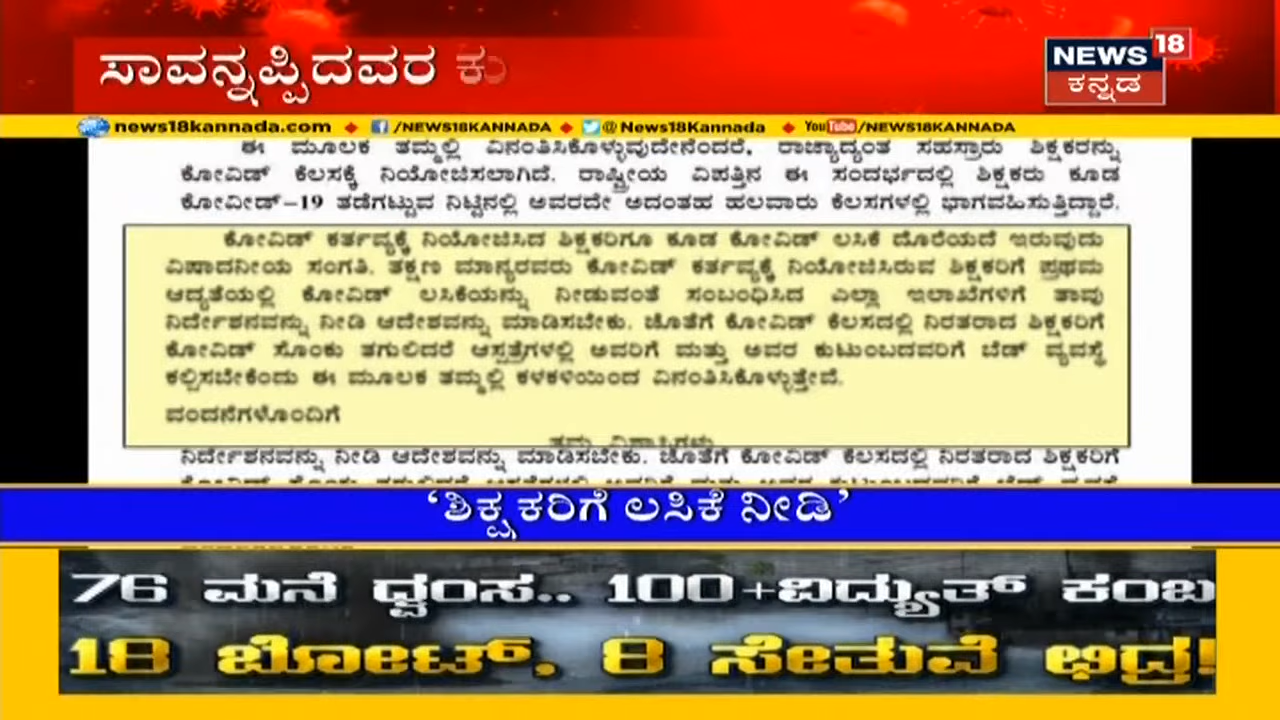 ಸಾವನ್ನಪ್ಪಿದವರ ಕು
NEWS 18
ಕನ್ನಡ
news18kannada.com /NEWS18KANNADA @News18Kannada YouTube/NEWS18KANNADA
ಈ ಮೂಲಕ ತಮ್ಮಲ್ಲಿ ವಿನಂತಿಸಿಕೊಳ್ಳುವುದೇನೆಂದರೆ, ರಾಜ್ಯಾದ್ಯಂತ ಸಹಸ್ರಾರು ಶಿಕ್ಷಕರನ್ನು
ಕೋವಿಡ್ ಕೆಲಸಕ್ಕೆ ನಿಯೋಜಿಸಲಾಗಿದೆ. ರಾಷ್ಟ್ರೀಯ ವಿಪತ್ತಿನ ಈ ಸಂದರ್ಭದಲ್ಲಿ ಶಿಕ್ಷಕರು ಕೂಡ
ಕೋವೀಡ್-19 ತಡೆಗಟ್ಟುವ ನಿಟ್ಟಿನಲ್ಲಿ ಅವರದೇ ಅದಂತಹ ಹಲವಾರು ಕೆಲಸಗಳಲ್ಲಿ ಭಾಗವಹಿಸುತ್ತಿದ್ದಾರೆ.
ಕೋವಿಡ್ ಕರ್ತವ್ಯಕ್ಕೆ ನಿಯೋಜಿಸಿದ ಶಿಕ್ಷಕರಿಗೂ ಕೂಡ ಕೋವಿಡ್ ಲಸಿಕೆ ದೊರೆಯದೆ ಇರುವುದು
ವಿಷಾದನೀಯ ಸಂಗತಿ. ತಕ್ಷಣ ಮಾನ್ಯರವರು ಕೋವಿಡ್ ಕರ್ತವ್ಯಕ್ಕೆ ನಿಯೋಜಿಸಿರುವ ಶಿಕ್ಷಕರಿಗೆ ಪ್ರಥಮ
ಆದ್ಯತೆಯಲ್ಲಿ ಕೋವಿಡ್ ಲಸಿಕೆಯನ್ನು ನೀಡುವಂತೆ ಸಂಬಂಧಿಸಿದ ಎಲ್ಲಾ ಇಲಾಖೆಗಳಿಗೆ ತಾವು
ನಿರ್ದೇಶನವನ್ನು ನೀಡಿ ಆದೇಶವನ್ನು ಮಾಡಿಸಬೇಕು. ಜೊತೆಗೆ ಕೋವಿಡ್ ಕೆಲಸದಲ್ಲಿ ನಿರತರಾದ ಶಿಕ್ಷಕರಿಗೆ
ಕೋವಿಡ್ ಸೊಂಕು ತಗುಲಿದರೆ ಆಸ್ಪತ್ರೆಗಳಲ್ಲಿ ಅವರಿಗೆ ಮತ್ತು ಅವರ ಕುಟುಂಬದವರಿಗೆ ಬೆಡ್ ವ್ಯವಸ್ಥೆ
ಕಲ್ಪಿಸಬೇಕೆಂದು ಈ ಮೂಲಕ ತಮ್ಮಲ್ಲಿ ಕಳಕಳಿಯಿಂದ ವಿನಂತಿಸಿಕೊಳ್ಳುತ್ತೇವೆ.
ವಂದನೆಗಳೊಂದಿಗೆ
ನಿರ್ದೇಶನವನ್ನು ನೀಡಿ ಆದೇಶವನ್ನು ಮಾಡಿಸಬೇಕು. ಜೊತೆಗೆ ಕೋವಿಡ್ ಕೆಲಸದಲ್ಲಿ ನಿರತರಾದ ಶಿಕ್ಷಕರಿಗೆ
‘ಶಿಕ್ಷಕರಿಗೆ ಲಸಿಕೆ ನೀಡಿ’
76 ಮನೆ ಧ್ವಂಸ.. 100+ವಿದ್ಯುತ್ ಕಂಬ
18 ಬೋಟ್, 8 ಸೇತುವೆ ಛಿದ್ರ!